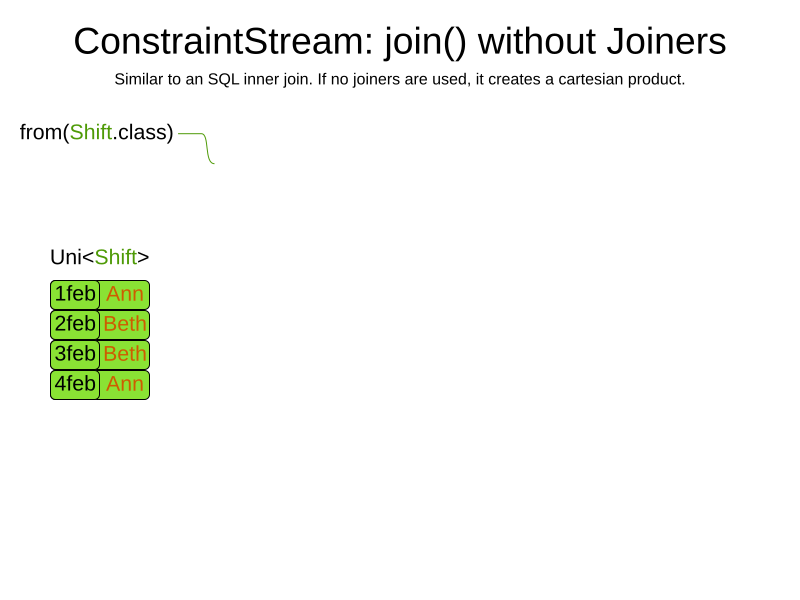 ConstraintStream: join() without Joiners
Similar to an SQL inner join. If no joiners are used, it creates a cartesian product.
from(Shift.class)
Uni<Shift>
1feb Ann
2feb Beth
3feb Beth
4feb Ann